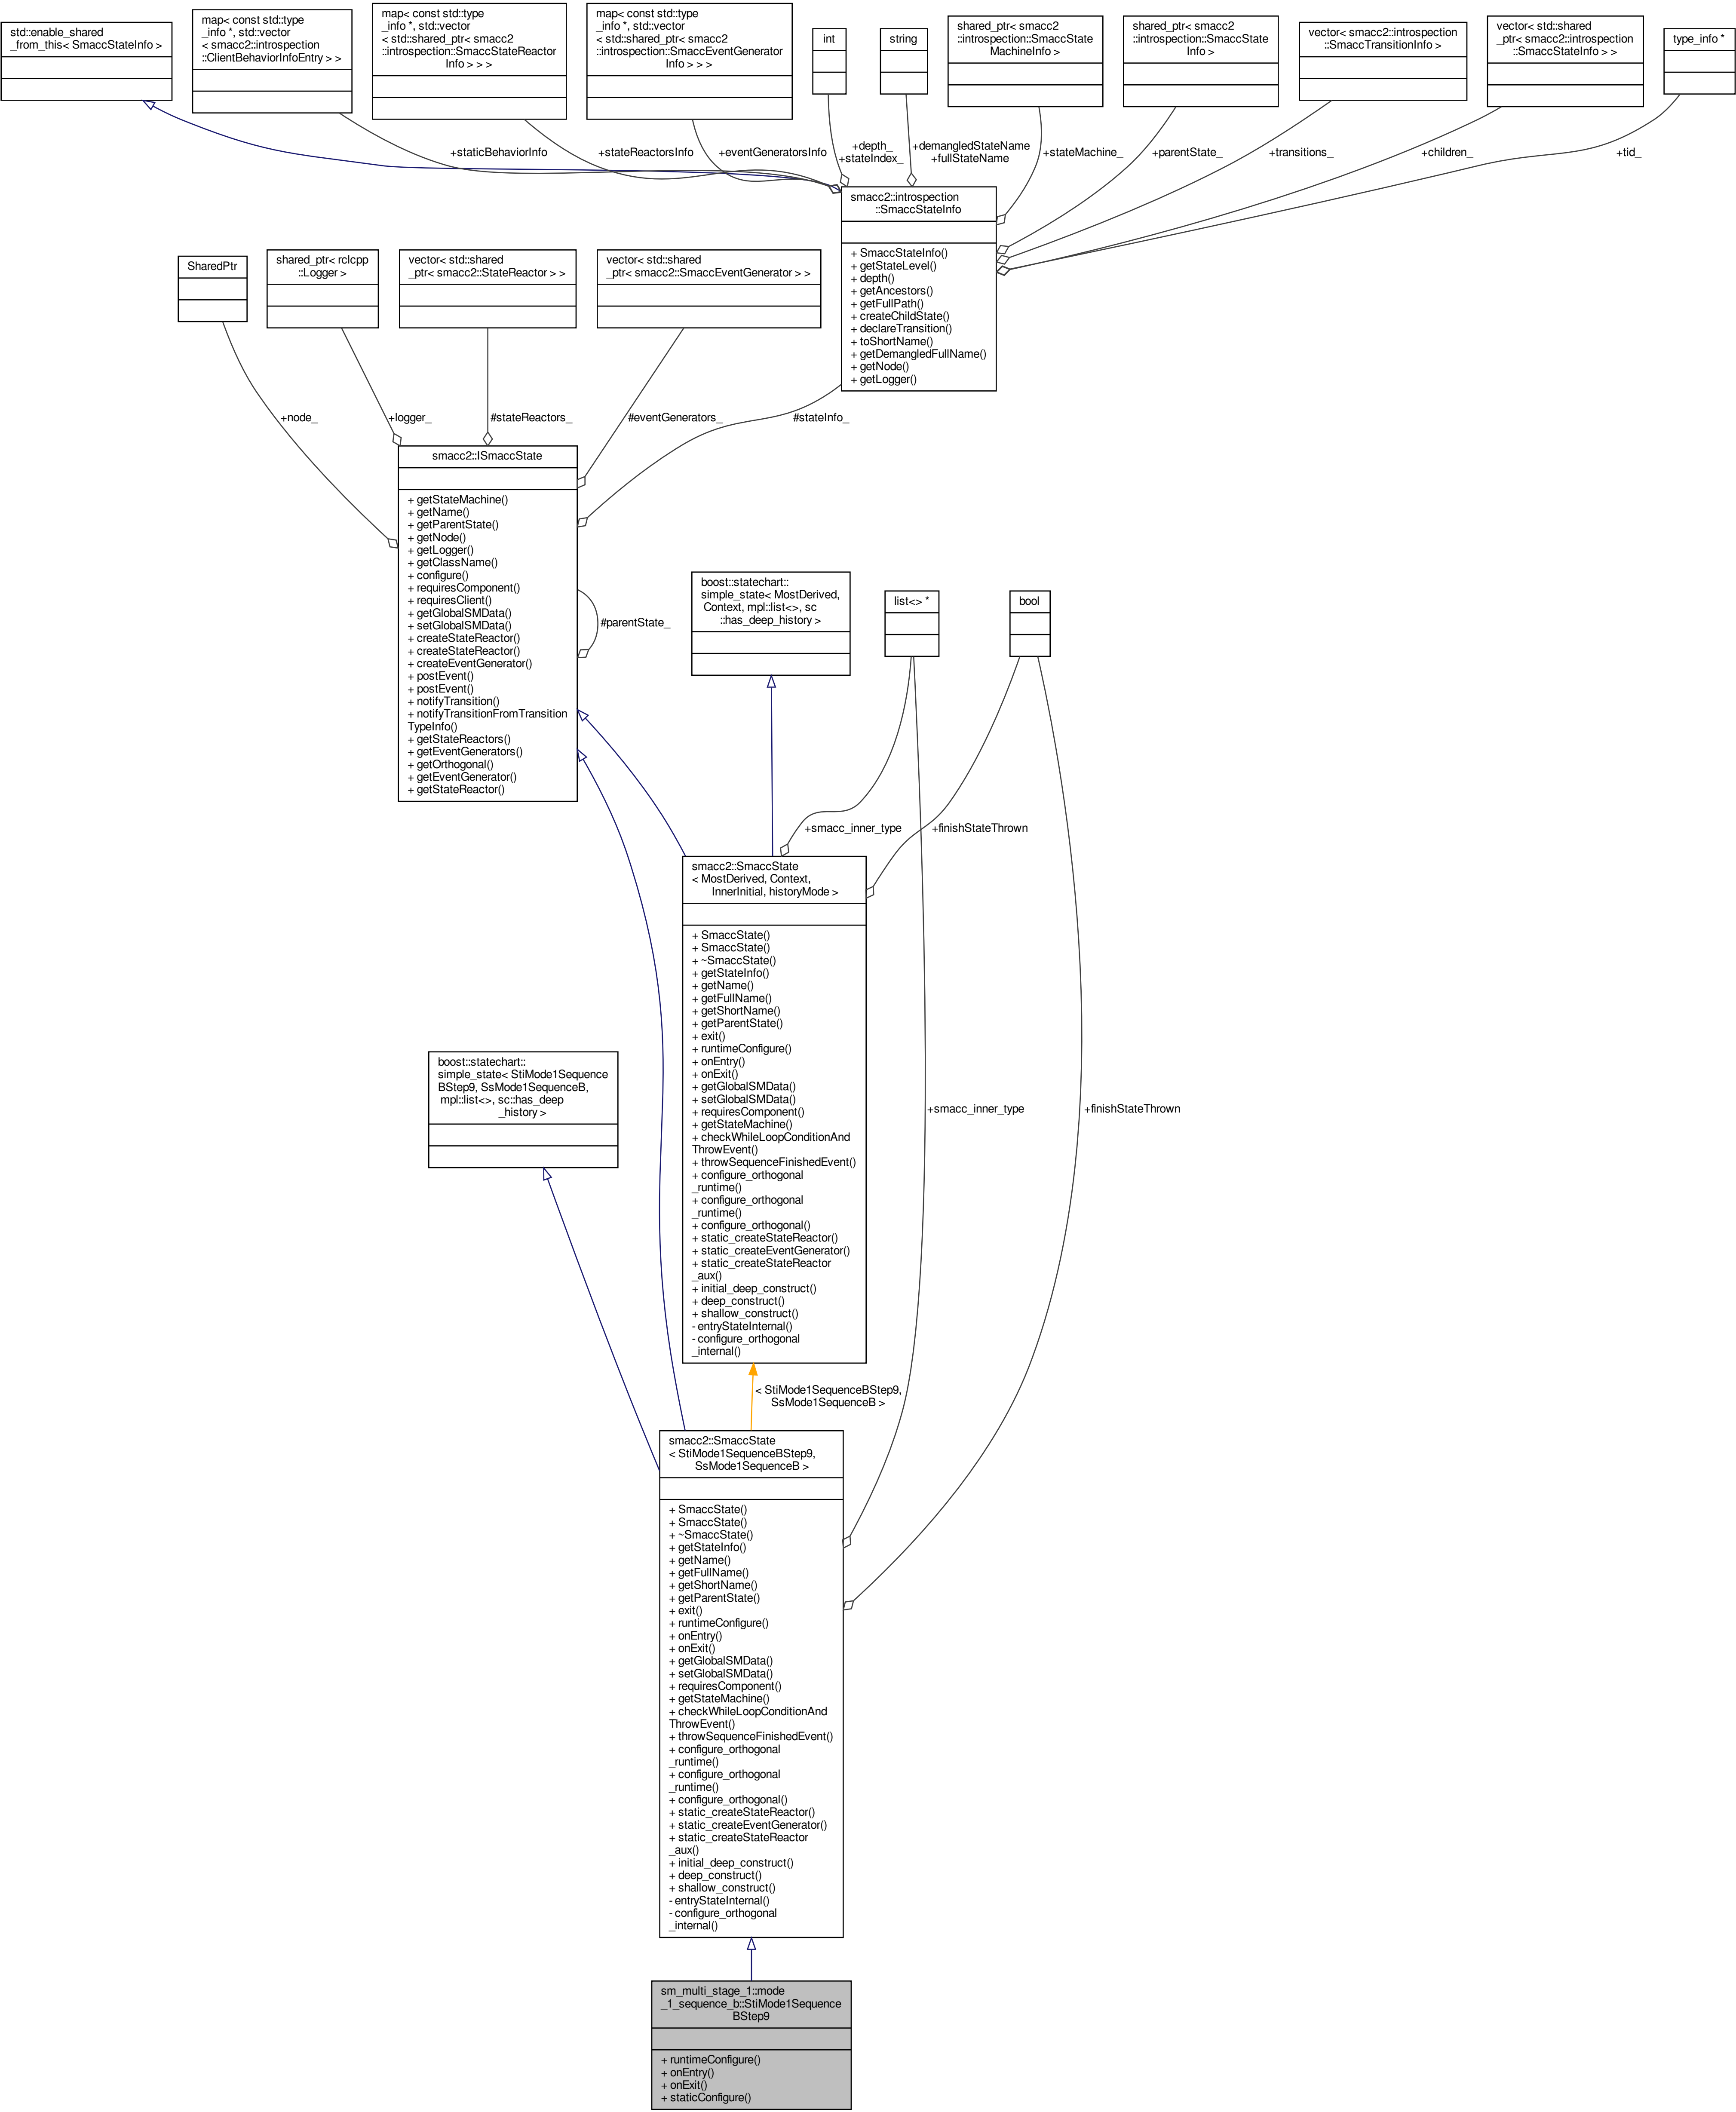 std::enable_shared
_from_this< SmaccStateInfo >
map< const std::type
_info *, std::vector
< smacc2::introspection
::ClientBehaviorInfoEntry > >
map< const std::type
_info *, std::vector
< std::shared_ptr< smacc2
::introspection::SmaccStateReactor
Info > > >
map< const std::type
_info *, std::vector
< std::shared_ptr< smacc2
::introspection::SmaccEventGenerator
Info > > >
int
string
shared_ptr< smacc2
::introspection::SmaccState
MachineInfo >
shared_ptr< smacc2
::introspection::SmaccState
Info >
vector< smacc2::introspection
::SmaccTransitionInfo >
vector< std::shared
_ptr< smacc2::introspection
::SmaccStateInfo > >
type_info *
+staticBehaviorInfo
+stateReactorsInfo
+eventGeneratorsInfo
+depth_
+stateIndex_
+demangledStateName
+fullStateName
+stateMachine_
+parentState_
+transitions_
+children_
+tid_
smacc2::introspection
::SmaccStateInfo
+ SmaccStateInfo()
+ getStateLevel()
+ depth()
+ getAncestors()
+ getFullPath()
+ createChildState()
+ declareTransition()
+ toShortName()
+ getDemangledFullName()
+ getNode()
+ getLogger()
SharedPtr
shared_ptr< rclcpp
::Logger >
vector< std::shared
_ptr< smacc2::StateReactor > >
vector< std::shared
_ptr< smacc2::SmaccEventGenerator > >
+node_
+logger_
#stateReactors_
#eventGenerators_
#stateInfo_
smacc2::ISmaccState
+ getStateMachine()
+ getName()
+ getParentState()
+ getNode()
+ getLogger()
+ getClassName()
+ configure()
+ requiresComponent()
+ requiresClient()
+ getGlobalSMData()
+ setGlobalSMData()
+ createStateReactor()
+ createStateReactor()
+ createEventGenerator()
+ postEvent()
+ postEvent()
+ notifyTransition()
+ notifyTransitionFromTransition
TypeInfo()
+ getStateReactors()
+ getEventGenerators()
+ getOrthogonal()
+ getEventGenerator()
+ getStateReactor()
#parentState_
boost::statechart::
simple_state< MostDerived,
Context, mpl::list<>, sc
::has_deep_history >
list<> *
bool
+smacc_inner_type
+finishStateThrown
smacc2::SmaccState
< MostDerived, Context,
InnerInitial, historyMode >
+ SmaccState()
+ SmaccState()
+ ~SmaccState()
+ getStateInfo()
+ getName()
+ getFullName()
+ getShortName()
+ getParentState()
+ exit()
+ runtimeConfigure()
+ onEntry()
+ onExit()
+ getGlobalSMData()
+ setGlobalSMData()
+ requiresComponent()
+ getStateMachine()
+ checkWhileLoopConditionAnd
ThrowEvent()
+ throwSequenceFinishedEvent()
+ configure_orthogonal
_runtime()
+ configure_orthogonal
_runtime()
+ configure_orthogonal()
+ static_createStateReactor()
+ static_createEventGenerator()
+ static_createStateReactor
_aux()
+ initial_deep_construct()
+ deep_construct()
+ shallow_construct()
- entryStateInternal()
- configure_orthogonal
_internal()
boost::statechart::
simple_state< StiMode1Sequence
BStep9, SsMode1SequenceB,
mpl::list<>, sc::has_deep
_history >
+smacc_inner_type
+finishStateThrown
< StiMode1SequenceBStep9,
SsMode1SequenceB >
smacc2::SmaccState
< StiMode1SequenceBStep9,
SsMode1SequenceB >
+ SmaccState()
+ SmaccState()
+ ~SmaccState()
+ getStateInfo()
+ getName()
+ getFullName()
+ getShortName()
+ getParentState()
+ exit()
+ runtimeConfigure()
+ onEntry()
+ onExit()
+ getGlobalSMData()
+ setGlobalSMData()
+ requiresComponent()
+ getStateMachine()
+ checkWhileLoopConditionAnd
ThrowEvent()
+ throwSequenceFinishedEvent()
+ configure_orthogonal
_runtime()
+ configure_orthogonal
_runtime()
+ configure_orthogonal()
+ static_createStateReactor()
+ static_createEventGenerator()
+ static_createStateReactor
_aux()
+ initial_deep_construct()
+ deep_construct()
+ shallow_construct()
- entryStateInternal()
- configure_orthogonal
_internal()
sm_multi_stage_1::mode
_1_sequence_b::StiMode1Sequence
BStep9
+ runtimeConfigure()
+ onEntry()
+ onExit()
+ staticConfigure()